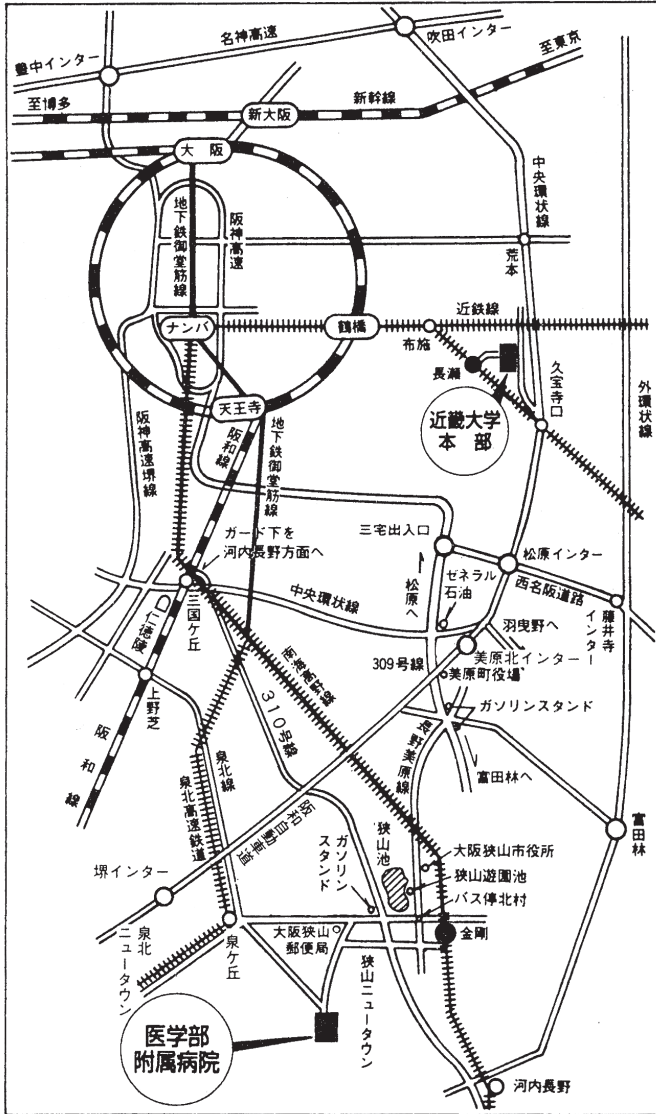 名神高速
吹田インター
豊中インター
至東京
至博多
新幹線
新大阪
大阪
中央環状線
地下鉄御堂筋線
阪神高速
荒本
近鉄線
ナンバ
鶴橋
布施
長瀬
久宝寺口
外環状線
近畿大学
本部
天王寺
阪神高速堺線
阪和線
地下鉄御堂筋線
ガード下を
河内長野方面へ
三宅出入口
松原インター
ゼネラル
石油
松原へ
西名阪道路
藤井寺
インター
中央環状線
三国ケ丘
仁徳陵
羽曳野へ
309号線
美原北インター
美原町役場
南海高野線
上野芝
310号線
ガソリンスタンド
長野美原線
富田林へ
阪和線
泉北線
泉北高速鉄道
阪和自動車道
富田林
ガソリン
スタンド
狭山池
大阪狭山市役所
狭山遊園池
バス停北村
堺インター
泉北
ニュータウン
泉ケ丘
大阪狭山
郵便局
金剛
狭山ニュータウン
医学部
附属病院
河内長野